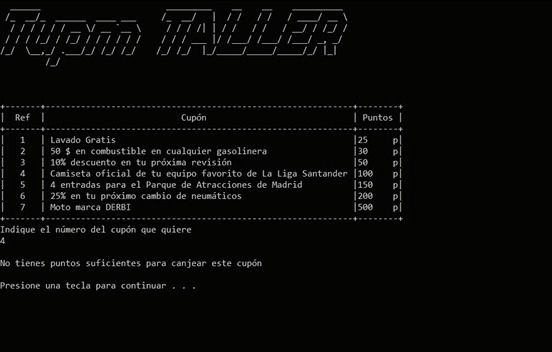 Tupm TALLER
Ref | Cupón | Puntos
1 | Lavado Gratis | 25 p|
2 | 50 $ en combustible en cualquier gasolinera | 30 p|
3 | 10% descuento en tu próxima revisión | 50 p|
4 | Camiseta oficial de tu equipo favorito de La Liga Santander | 100 p|
5 | 4 entradas para el Parque de Atracciones de Madrid | 150 p|
6 | 25% en tu próximo cambio de neumáticos | 200 p|
7 | Moto marca DERBI | 500 p|
Indique el número del cupón que quiere
4
No tienes puntos suficientes para canjear este cupón
Presione una tecla para continuar . . .